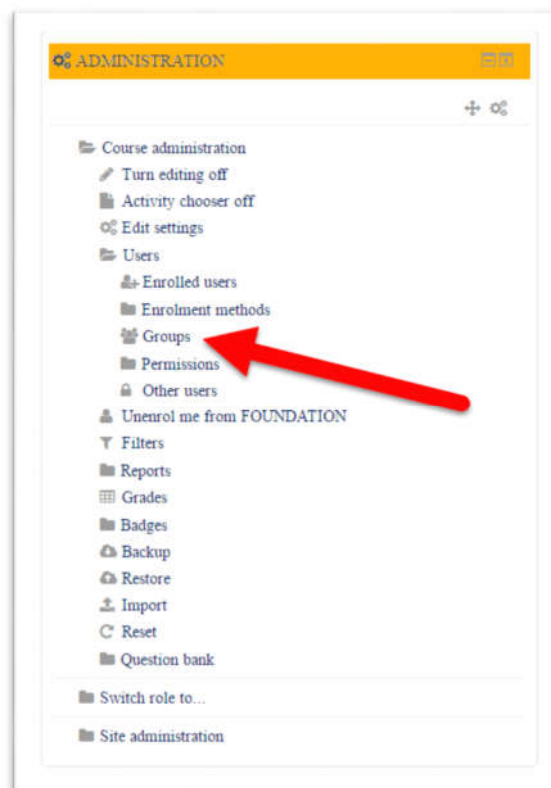 ADMINISTRATION
Course administration
Turn editing off
Activity chooser off
Edit settings
Users
Enrolled users
Enrolment methods
Groups
Permissions
Other users
Unenrol me from FOUNDATION
Filters
Reports
Grades
Badges
Backup
Restore
Import
Reset
Question bank
Switch role to...
Site administration